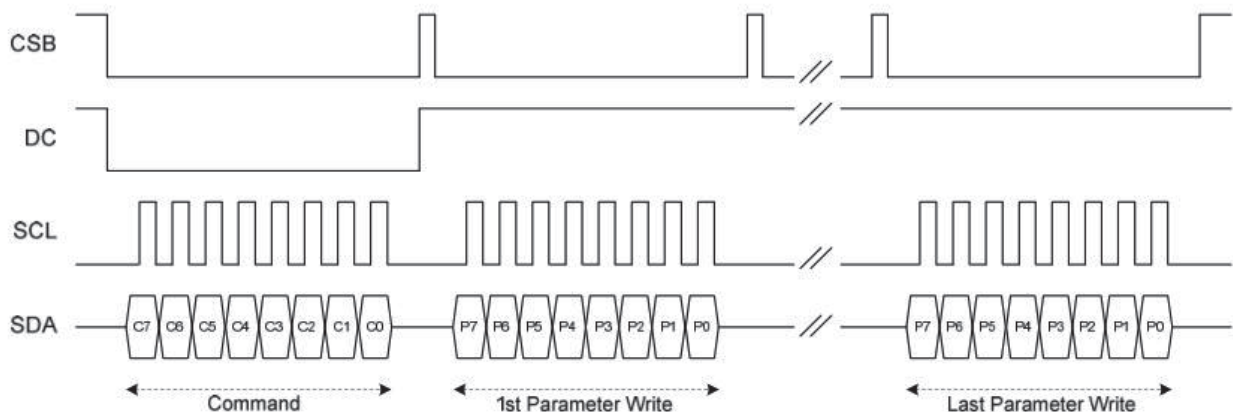 CSB
DC
SCL
SDA C7 C6 C5 C4 C3 C2 C1 C0 P7 P6 P5 P4 P3 P2 P1 P0 P7 P6 P5 P4 P3 P2 P1 P0
Command 1st Parameter Write Last Parameter Write